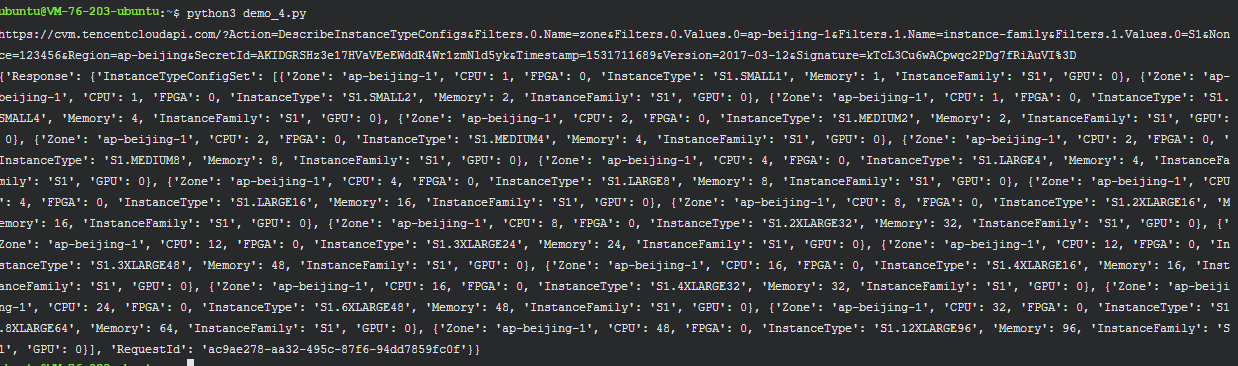 ubuntu@VM-76-203-ubuntu:~$ python3 demo_4.py
https://cvm.tencentcloudapi.com/?Action=DescribeInstanceTypeConfigs&Filters.0.Name=zone&Filters.0.Values.0=ap-beijing-1&Filters.1.Name=instance-family&Filters.1.Values.0=S1&Non
ce=123456&Region=ap-beijing&SecretId=AKIDGRSHz3e17HVaVEeEWddR4Wr1zmNld5yk&Timestamp=1531711689&Version=2017-03-12&Signature=kTcL3Cu6wACpwqc2PDg7fRiAuVI%3D
{'Response': {'InstanceTypeConfigSet': [{'Zone': 'ap-beijing-1', 'CPU': 1, 'FPGA': 0, 'InstanceType': 'S1.SMALL1', 'Memory': 1, 'InstanceFamily': 'S1', 'GPU': 0}, {'Zone': 'ap-
beijing-1', 'CPU': 1, 'FPGA': 0, 'InstanceType': 'S1.SMALL2', 'Memory': 2, 'InstanceFamily': 'S1', 'GPU': 0}, {'Zone': 'ap-beijing-1', 'CPU': 1, 'FPGA': 0, 'InstanceType': 'S1.
SMALL4', 'Memory': 4, 'InstanceFamily': 'S1', 'GPU': 0}, {'Zone': 'ap-beijing-1', 'CPU': 2, 'FPGA': 0, 'InstanceType': 'S1.MEDIUM2', 'Memory': 2, 'InstanceFamily': 'S1', 'GPU':
 0}, {'Zone': 'ap-beijing-1', 'CPU': 2, 'FPGA': 0, 'InstanceType': 'S1.MEDIUM4', 'Memory': 4, 'InstanceFamily': 'S1', 'GPU': 0}, {'Zone': 'ap-beijing-1', 'CPU': 2, 'FPGA': 0, '
InstanceType': 'S1.MEDIUM8', 'Memory': 8, 'InstanceFamily': 'S1', 'GPU': 0}, {'Zone': 'ap-beijing-1', 'CPU': 4, 'FPGA': 0, 'InstanceType': 'S1.LARGE4', 'Memory': 4, 'InstanceFa
mily': 'S1', 'GPU': 0}, {'Zone': 'ap-beijing-1', 'CPU': 4, 'FPGA': 0, 'InstanceType': 'S1.LARGE8', 'Memory': 8, 'InstanceFamily': 'S1', 'GPU': 0}, {'Zone': 'ap-beijing-1', 'CPU
': 4, 'FPGA': 0, 'InstanceType': 'S1.LARGE16', 'Memory': 16, 'InstanceFamily': 'S1', 'GPU': 0}, {'Zone': 'ap-beijing-1', 'CPU': 8, 'FPGA': 0, 'InstanceType': 'S1.2XLARGE16', 'M
emory': 16, 'InstanceFamily': 'S1', 'GPU': 0}, {'Zone': 'ap-beijing-1', 'CPU': 8, 'FPGA': 0, 'InstanceType': 'S1.2XLARGE32', 'Memory': 32, 'InstanceFamily': 'S1', 'GPU': 0}, {'
Zone': 'ap-beijing-1', 'CPU': 12, 'FPGA': 0, 'InstanceType': 'S1.3XLARGE24', 'Memory': 24, 'InstanceFamily': 'S1', 'GPU': 0}, {'Zone': 'ap-beijing-1', 'CPU': 12, 'FPGA': 0, 'In
stanceType': 'S1.3XLARGE48', 'Memory': 48, 'InstanceFamily': 'S1', 'GPU': 0}, {'Zone': 'ap-beijing-1', 'CPU': 16, 'FPGA': 0, 'InstanceType': 'S1.4XLARGE16', 'Memory': 16, 'Inst
anceFamily': 'S1', 'GPU': 0}, {'Zone': 'ap-beijing-1', 'CPU': 16, 'FPGA': 0, 'InstanceType': 'S1.4XLARGE32', 'Memory': 32, 'InstanceFamily': 'S1', 'GPU': 0}, {'Zone': 'ap-beiji
ng-1', 'CPU': 24, 'FPGA': 0, 'InstanceType': 'S1.6XLARGE48', 'Memory': 48, 'InstanceFamily': 'S1', 'GPU': 0}, {'Zone': 'ap-beijing-1', 'CPU': 32, 'FPGA': 0, 'InstanceType': 'S1
.8XLARGE64', 'Memory': 64, 'InstanceFamily': 'S1', 'GPU': 0}, {'Zone': 'ap-beijing-1', 'CPU': 48, 'FPGA': 0, 'InstanceType': 'S1.12XLARGE96', 'Memory': 96, 'InstanceFamily': 'S
1', 'GPU': 0}], 'RequestId': 'ac9ae278-aa32-495c-87f6-94dd7859fc0f'}}